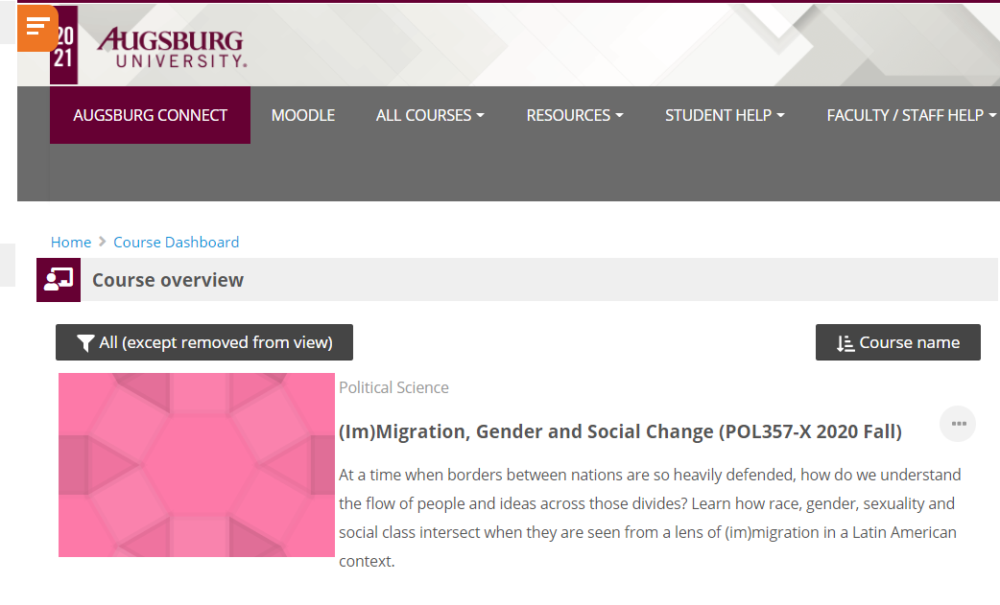 20
21
AUGSBURG
UNIVERSITY.
AUGSBURG CONNECT MOODLE ALL COURSES RESOURCES STUDENT HELP FACULTY / STAFF HELP
Home Course Dashboard
Course overview
All (except removed from view) Course name
Political Science
(Im)Migration, Gender and Social Change (POL357-X 2020 Fall)
At a time when borders between nations are so heavily defended, how do we understand
the flow of people and ideas across those divides? Learn how race, gender, sexuality and
social class intersect when they are seen from a lens of (im)migration in a Latin American
context.